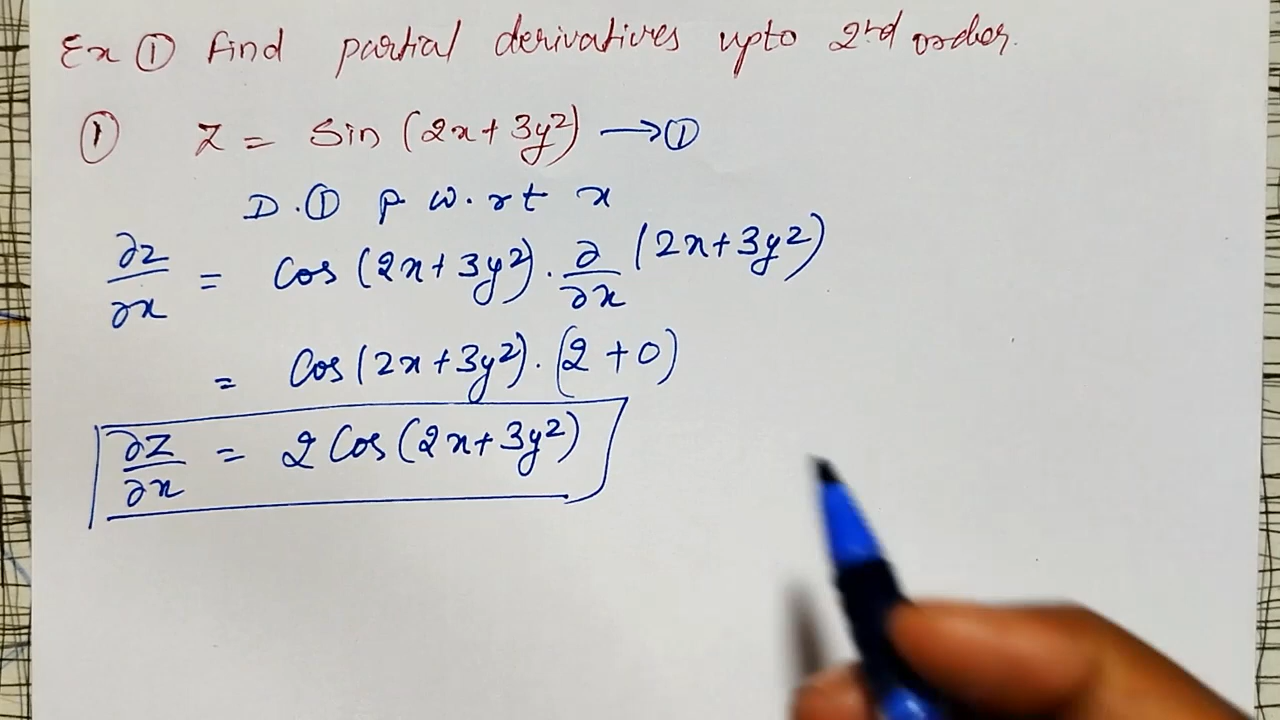 Ex ① Find partial derivatives upto 2nd order.
① z = Sin (2x+3y²) → ①
D.① p w.rt x
∂z/∂x = Cos (2x+3y²). ∂/∂x (2x+3y²)
= Cos (2x+3y²). (2 + 0)
∂z/∂x = 2 Cos (2x+3y²)